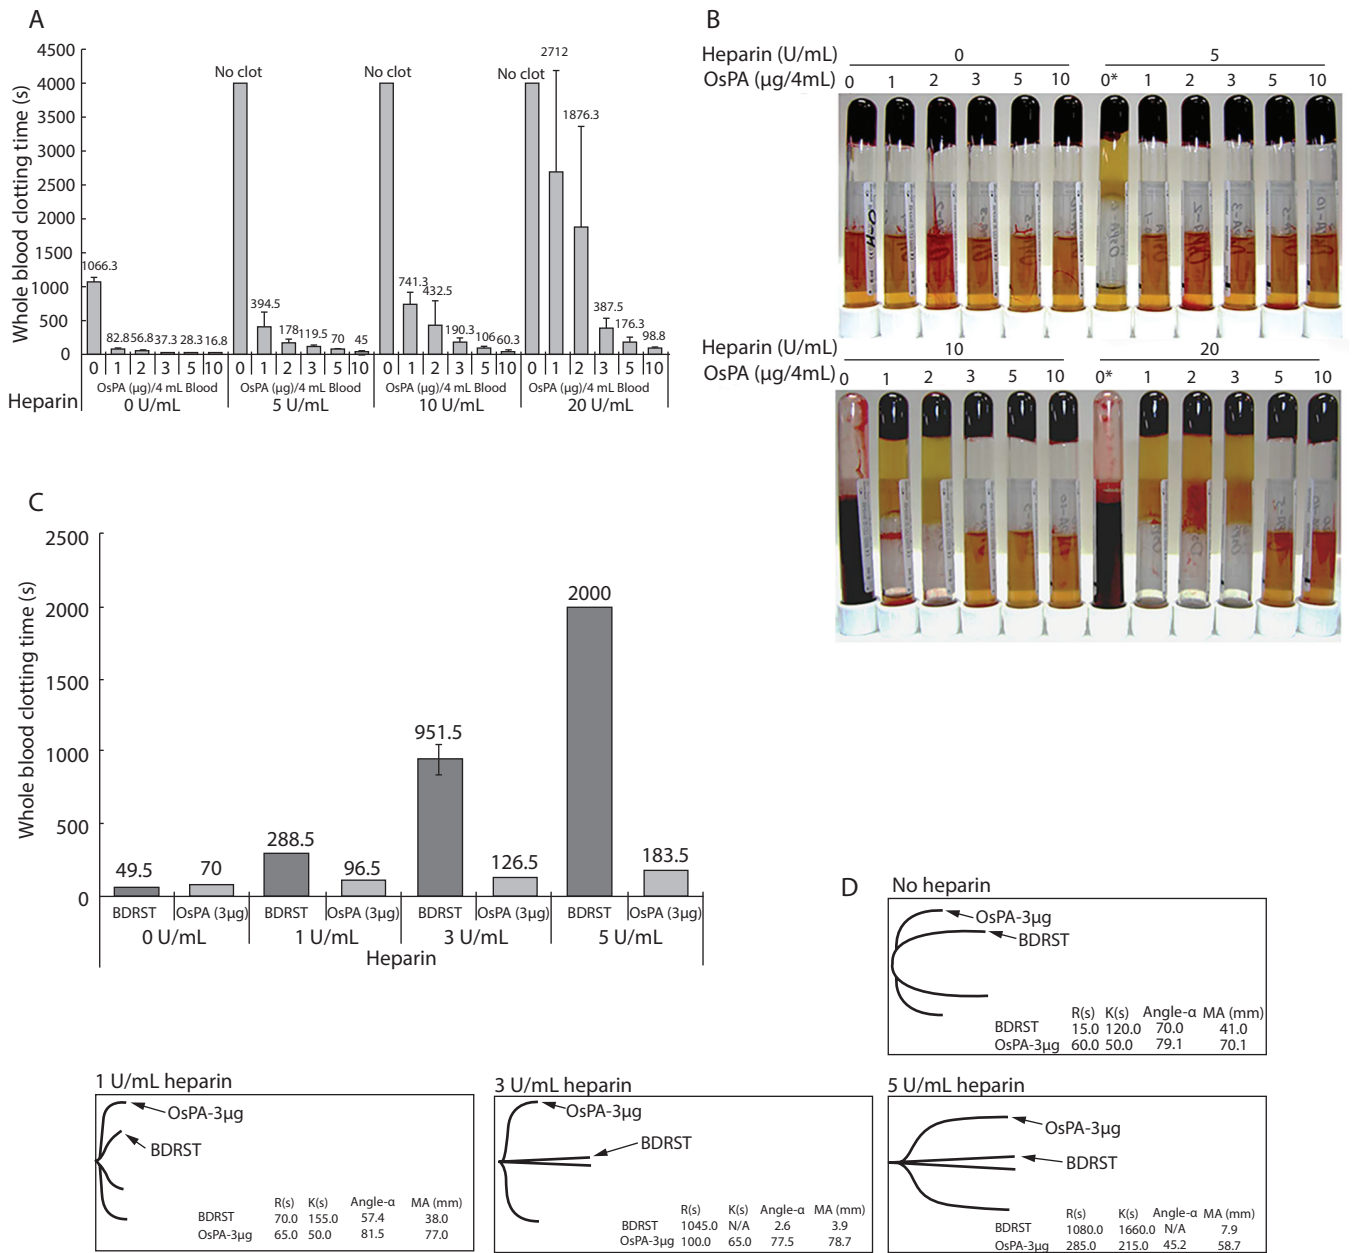 A
Whole blood clotting time (s)
4500
4000
3500
3000
2500
2000
1500
1000
500
0
1066.3
82.8 56.8 37.3 28.3 16.8
No clot
394.5
178
119.5
70
45
No clot
741.3
432.5
190.3
106
60.3
No clot
2712
1876.3
387.5
176.3
98.8
0 1 2 3 5 10 0 1 2 3 5 10 0 1 2 3 5 10 0 1 2 3 5 10
OsPA (µg)/4 mL Blood OsPA (µg)/4 mL Blood OsPA (µg)/4 mL Blood OsPA (µg)/4 mL Blood
Heparin 0 U/mL 5 U/mL 10 U/mL 20 U/mL
B
Heparin (U/mL) 0 5
OsPA (µg/4mL) 0 1 2 3 5 10 0* 1 2 3 5 10
Heparin (U/mL) 10 20
OsPA (µg/4mL) 0 1 2 3 5 10 0* 1 2 3 5 10
C
Whole blood clotting time (s)
2500
2000
1500
1000
500
0
49.5
70
288.5
96.5
951.5
126.5
2000
183.5
BDRST OsPA (3µg) BDRST OsPA (3µg) BDRST OsPA (3µg) BDRST OsPA (3µg)
0 U/mL 1 U/mL 3 U/mL 5 U/mL
Heparin
D
No heparin
OsPA-3µg
BDRST
R(s) K(s) Angle-α MA (mm)
BDRST 15.0 120.0 70.0 41.0
OsPA-3µg 60.0 50.0 79.1 70.1
1 U/mL heparin
OsPA-3µg
BDRST
R(s) K(s) Angle-α MA (mm)
BDRST 70.0 155.0 57.4 38.0
OsPA-3µg 65.0 50.0 81.5 77.0
3 U/mL heparin
OsPA-3µg
BDRST
R(s) K(s) Angle-α MA (mm)
BDRST 1045.0 N/A 2.6 3.9
OsPA-3µg 100.0 65.0 77.5 78.7
5 U/mL heparin
OsPA-3µg
BDRST
R(s) K(s) Angle-α MA (mm)
BDRST 1080.0 1660.0 N/A 7.9
OsPA-3µg 285.0 215.0 45.2 58.7